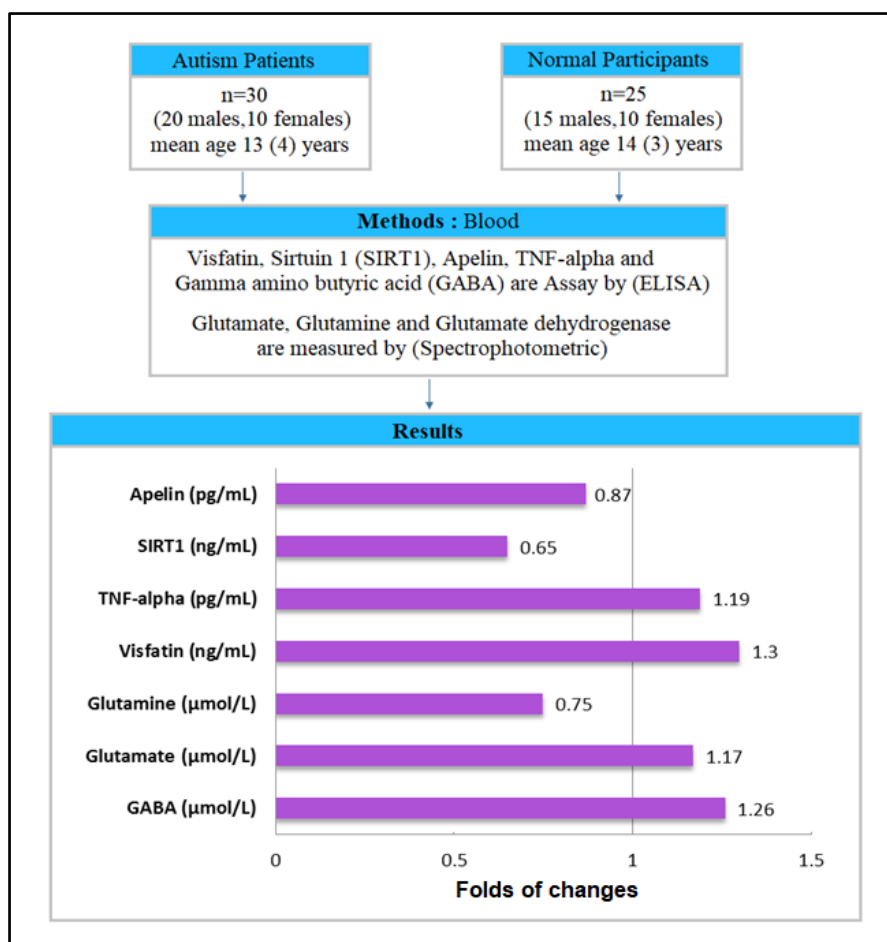 Autism Patients
n=30
(20 males,10 females)
mean age 13 (4) years
Normal Participants
n=25
(15 males,10 females)
mean age 14 (3) years
Methods : Blood
Visfatin, Sirtuin 1 (SIRT1), Apelin, TNF-alpha and
Gamma amino butyric acid (GABA) are Assay by (ELISA)
Glutamate, Glutamine and Glutamate dehydrogenase
are measured by (Spectrophotometric)
Results
Apelin (pg/mL) 0.87
SIRT1 (ng/mL) 0.65
TNF-alpha (pg/mL) 1.19
Visfatin (ng/mL) 1.3
Glutamine (µmol/L) 0.75
Glutamate (µmol/L) 1.17
GABA (µmol/L) 1.26
0 0.5 1 1.5
Folds of changes